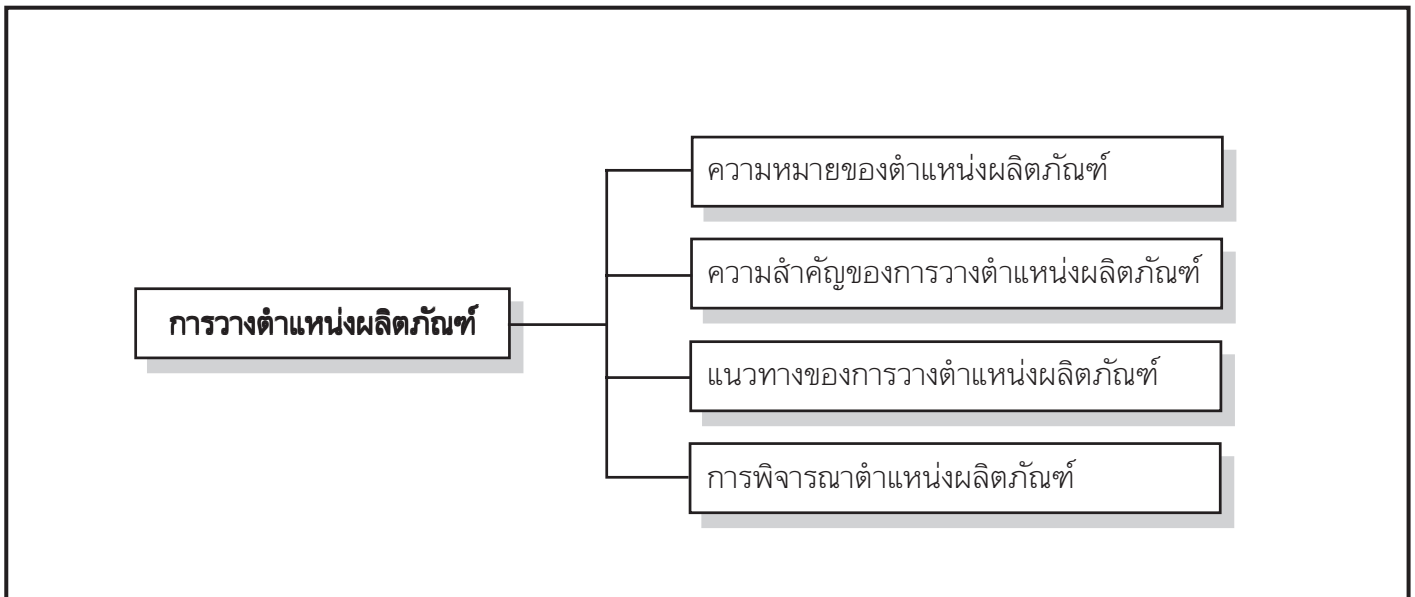 ความหมายของตำแหน่งผลิตภัณฑ์
ความสำคัญของการวางตำแหน่งผลิตภัณฑ์
การวางตำแหน่งผลิตภัณฑ์
แนวทางของการวางตำแหน่งผลิตภัณฑ์
การพิจารณาตำแหน่งผลิตภัณฑ์